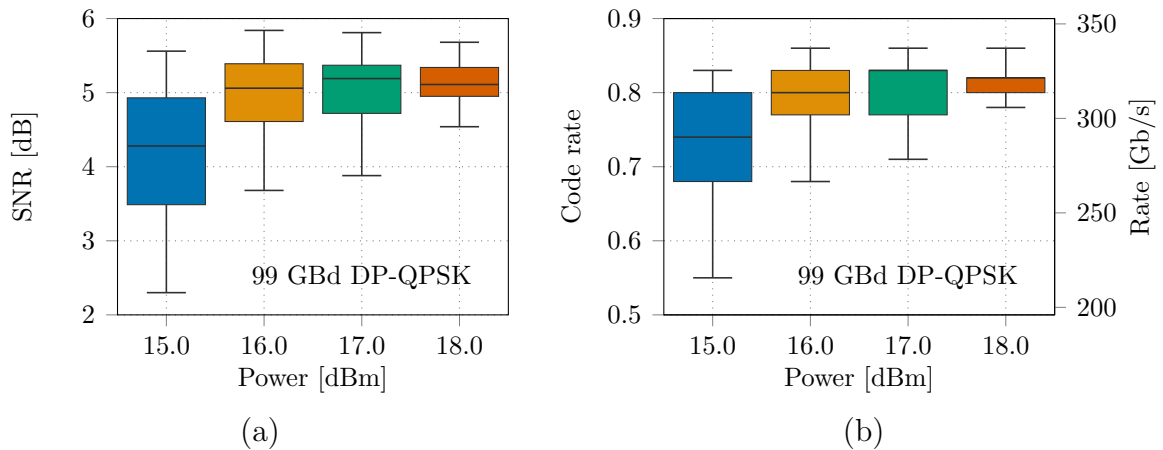 6
5
4
3
2
SNR [dB]
99 GBd DP-QPSK
15.0 16.0 17.0 18.0
Power [dBm]
(a)
0.9
0.8
0.7
0.6
0.5
Code rate
350
300
250
200
Rate [Gb/s]
99 GBd DP-QPSK
15.0 16.0 17.0 18.0
Power [dBm]
(b)